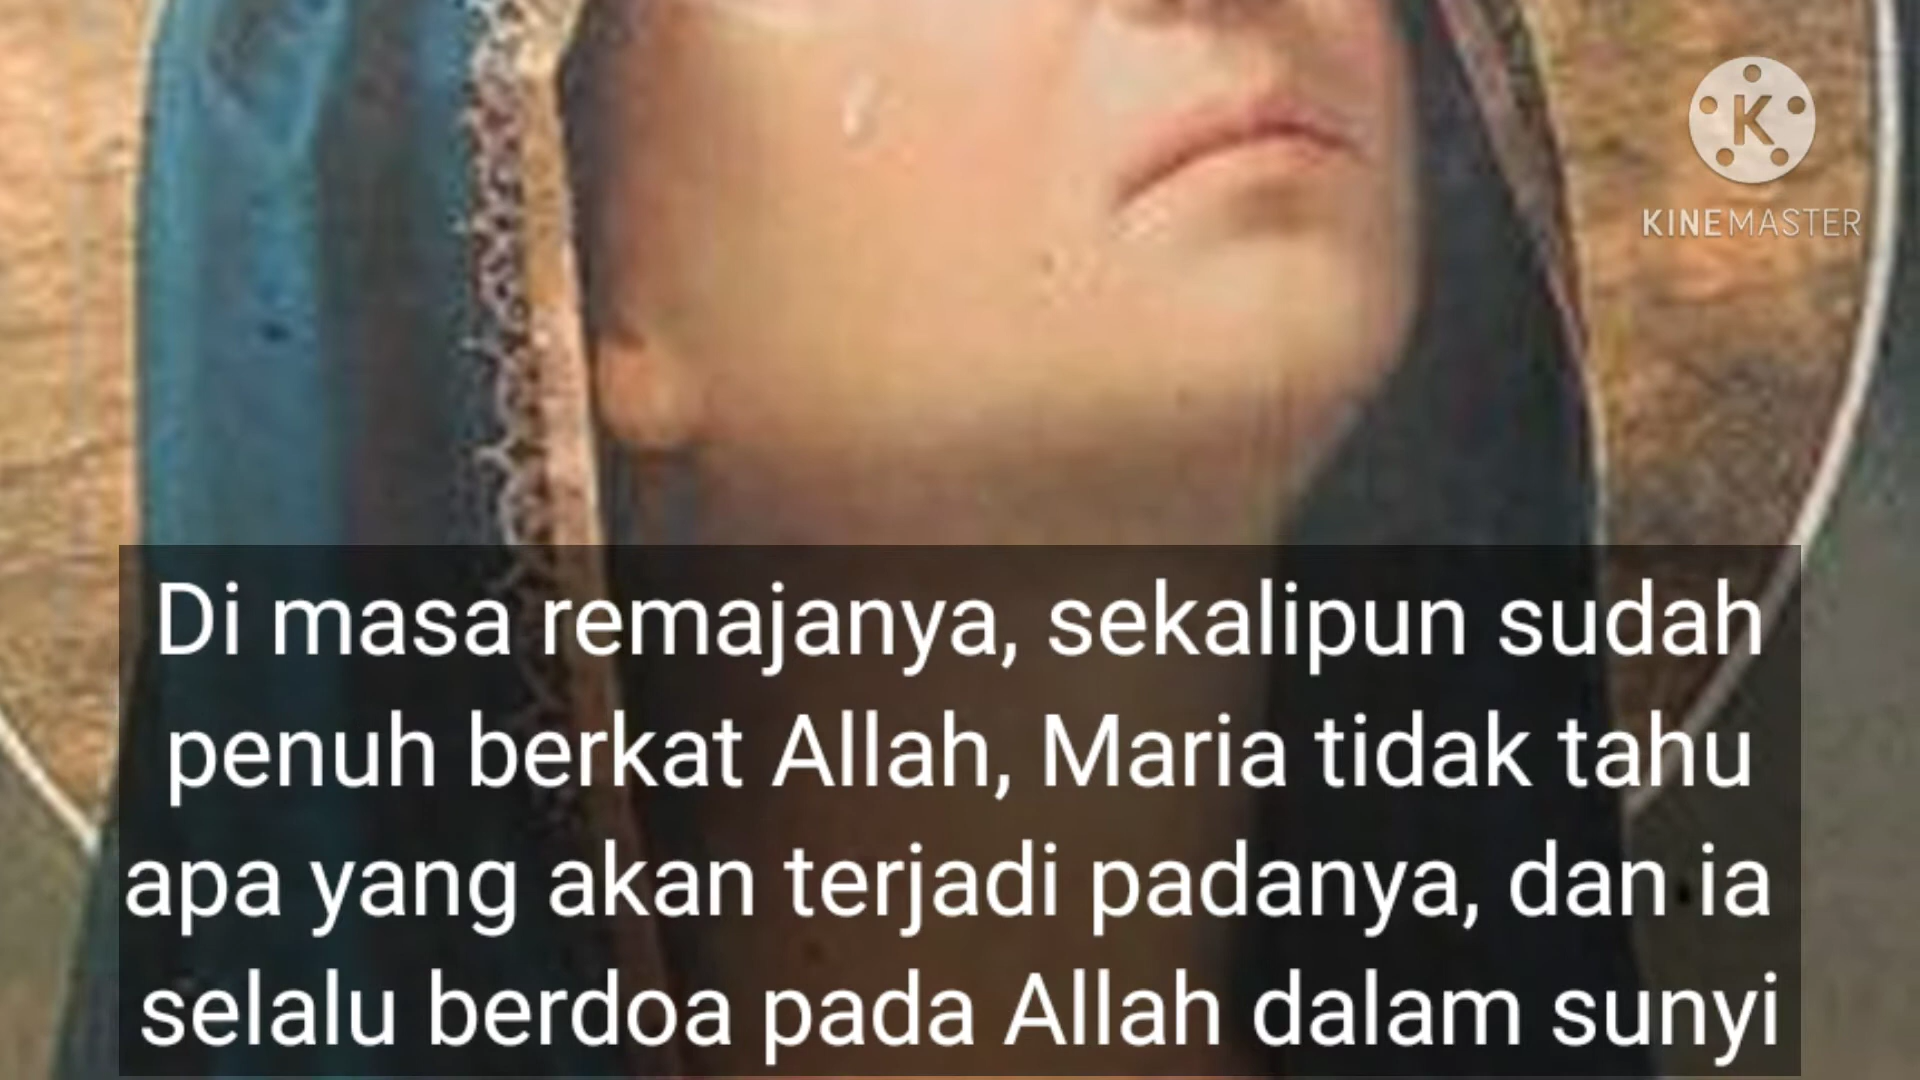 K
KINEMASTER
Di masa remajanya, sekalipun sudah
penuh berkat Allah, Maria tidak tahu
apa yang akan terjadi padanya, dan ia
selalu berdoa pada Allah dalam sunyi